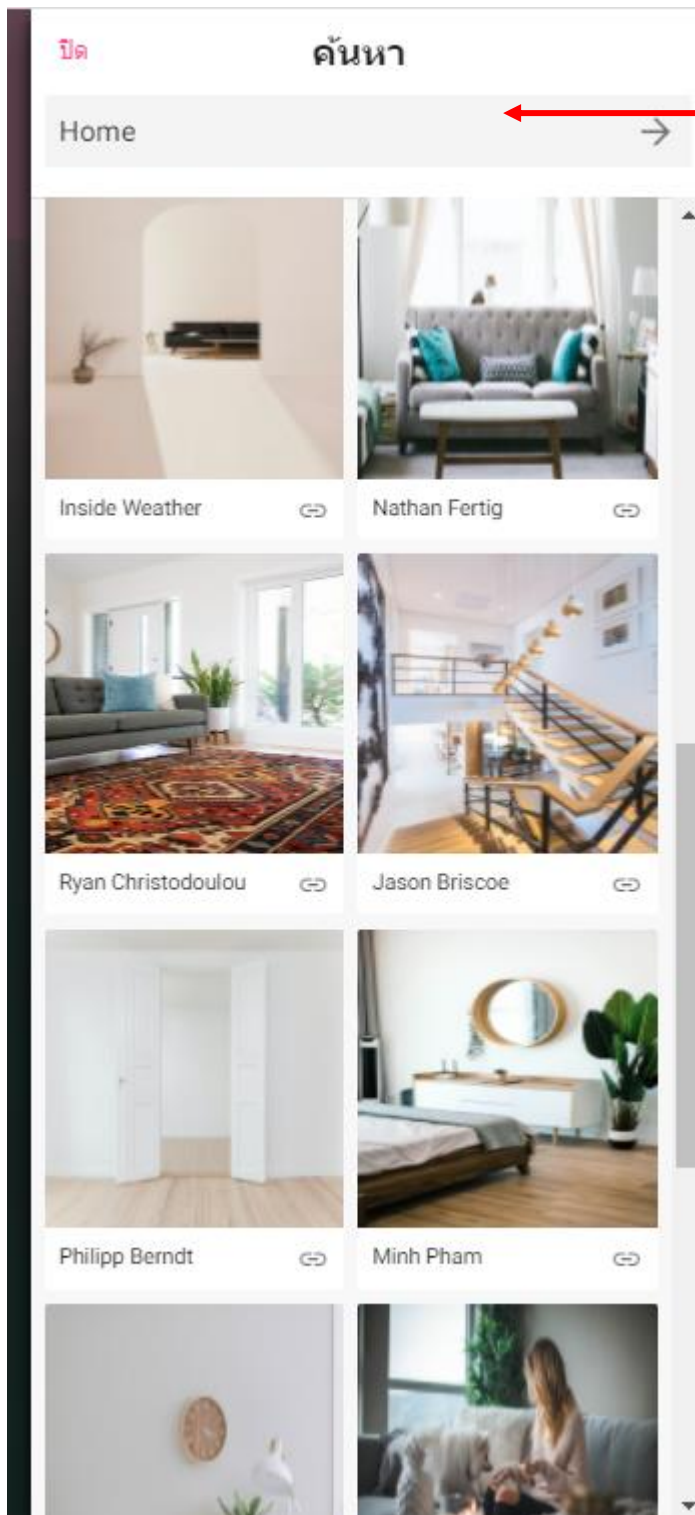 ปิด
ค้นหา
Home
Inside Weather
Nathan Fertig
Ryan Christodoulou
Jason Briscoe
Philipp Berndt
Minh Pham